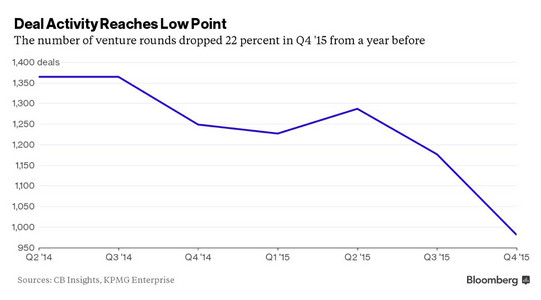 Deal Activity Reaches Low Point
The number of venture rounds dropped 22 percent in Q4 '15 from a year before
1,400 deals
1,350
1,300
1,250
1,200
1,150
1,100
1,050
1,000
950
Q2 '14 Q3 '14 Q4 '14 Q1 '15 Q2 '15 Q3 '15 Q4 '15
Sources: CB Insights, KPMG Enterprise
Bloomberg